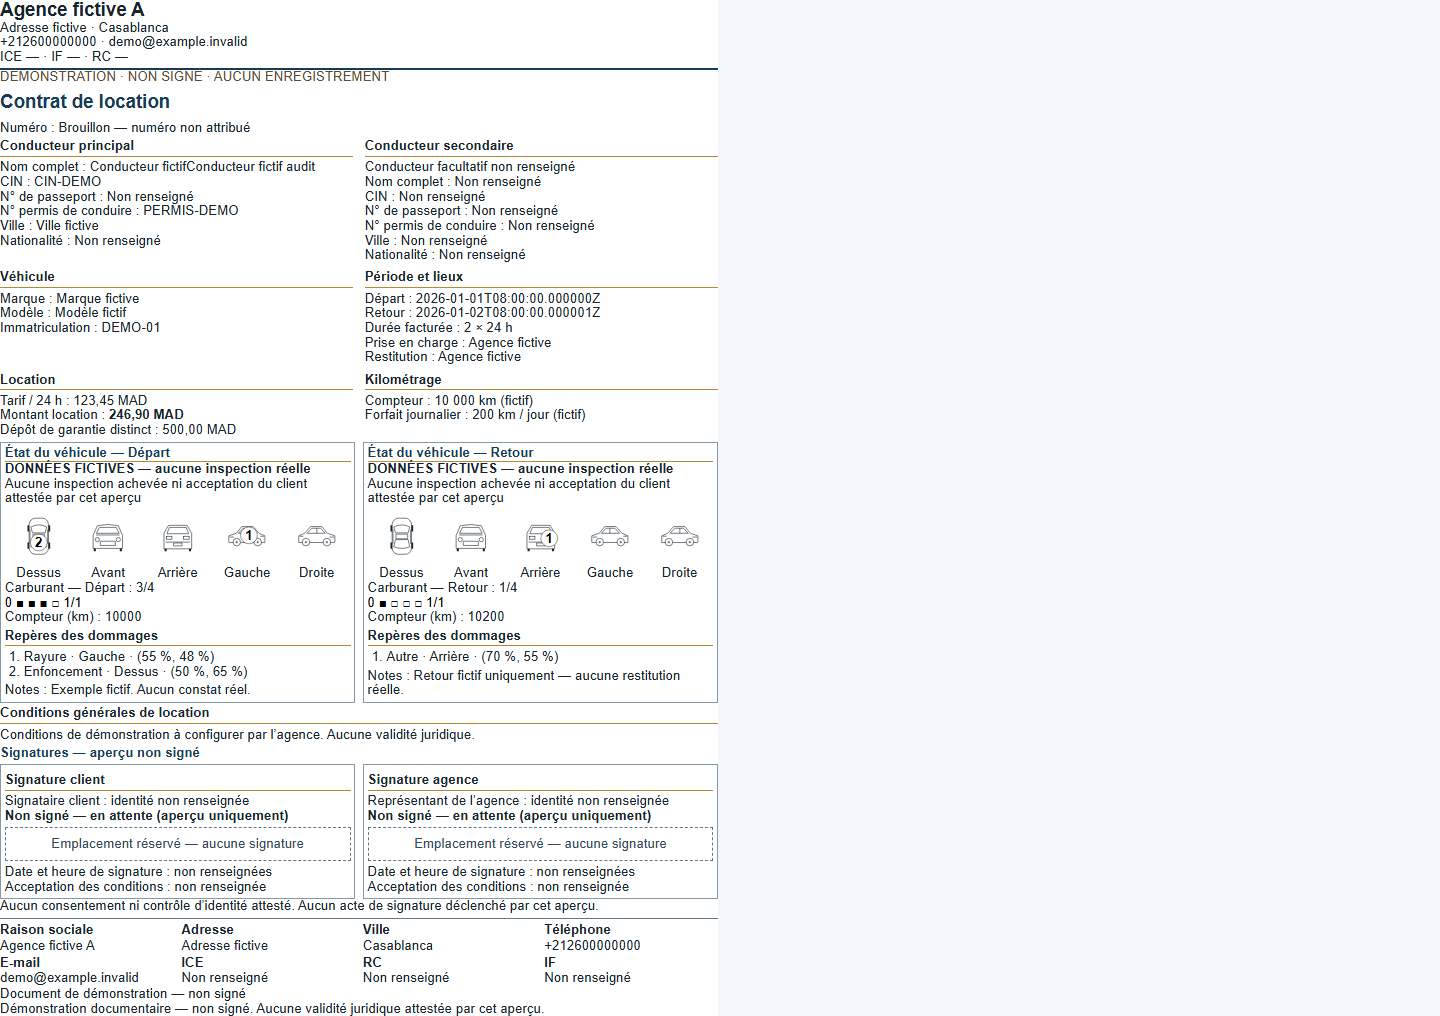 Agence fictive A
Adresse fictive · Casablanca
+212600000000 · demo@example.invalid
ICE — · IF — · RC —
DÉMONSTRATION · NON SIGNÉ · AUCUN ENREGISTREMENT
Contrat de location
Numéro : Brouillon — numéro non attribué
Conducteur principal
Nom complet : Conducteur fictifConducteur fictif audit
CIN : CIN-DEMO
N° de passeport : Non renseigné
N° permis de conduire : PERMIS-DEMO
Ville : Ville fictive
Nationalité : Non renseigné
Conducteur secondaire
Conducteur facultatif non renseigné
Nom complet : Non renseigné
CIN : Non renseigné
N° de passeport : Non renseigné
N° permis de conduire : Non renseigné
Ville : Non renseigné
Nationalité : Non renseigné
Véhicule
Marque : Marque fictive
Modèle : Modèle fictif
Immatriculation : DEMO-01
Période et lieux
Départ : 2026-01-01T08:00:00.000000Z
Retour : 2026-01-02T08:00:00.000001Z
Durée facturée : 2 × 24 h
Prise en charge : Agence fictive
Restitution : Agence fictive
Location
Tarif / 24 h : 123,45 MAD
Montant location : 246,90 MAD
Dépôt de garantie distinct : 500,00 MAD
Kilométrage
Compteur : 10 000 km (fictif)
Forfait journalier : 200 km / jour (fictif)
État du véhicule — Départ
DONNÉES FICTIVES — aucune inspection réelle
Aucune inspection achevée ni acceptation du client
attestée par cet aperçu
2
1
Dessus Avant Arrière Gauche Droite
Carburant — Départ : 3/4
0 ■ ■ ■ □ 1/1
Compteur (km) : 10000
Repères des dommages
1. Rayure · Gauche · (55 %, 48 %)
2. Enfoncement · Dessus · (50 %, 65 %)
Notes : Exemple fictif. Aucun constat réel.
État du véhicule — Retour
DONNÉES FICTIVES — aucune inspection réelle
Aucune inspection achevée ni acceptation du client
attestée par cet aperçu
1
Dessus Avant Arrière Gauche Droite
Carburant — Retour : 1/4
0 ■ □ □ □ 1/1
Compteur (km) : 10200
Repères des dommages
1. Autre · Arrière · (70 %, 55 %)
Notes : Retour fictif uniquement — aucune restitution
réelle.
Conditions générales de location
Conditions de démonstration à configurer par l’agence. Aucune validité juridique.
Signatures — aperçu non signé
Signature client
Signataire client : identité non renseignée
Non signé — en attente (aperçu uniquement)
Emplacement réservé — aucune signature
Date et heure de signature : non renseignées
Acceptation des conditions : non renseignée
Signature agence
Représentant de l’agence : identité non renseignée
Non signé — en attente (aperçu uniquement)
Emplacement réservé — aucune signature
Date et heure de signature : non renseignées
Acceptation des conditions : non renseignée
Aucun consentement ni contrôle d’identité attesté. Aucun acte de signature déclenché par cet aperçu.
Raison sociale Adresse Ville Téléphone
Agence fictive A Adresse fictive Casablanca +212600000000
E-mail ICE RC IF
demo@example.invalid Non renseigné Non renseigné Non renseigné
Document de démonstration — non signé
Démonstration documentaire — non signé. Aucune validité juridique attestée par cet aperçu.